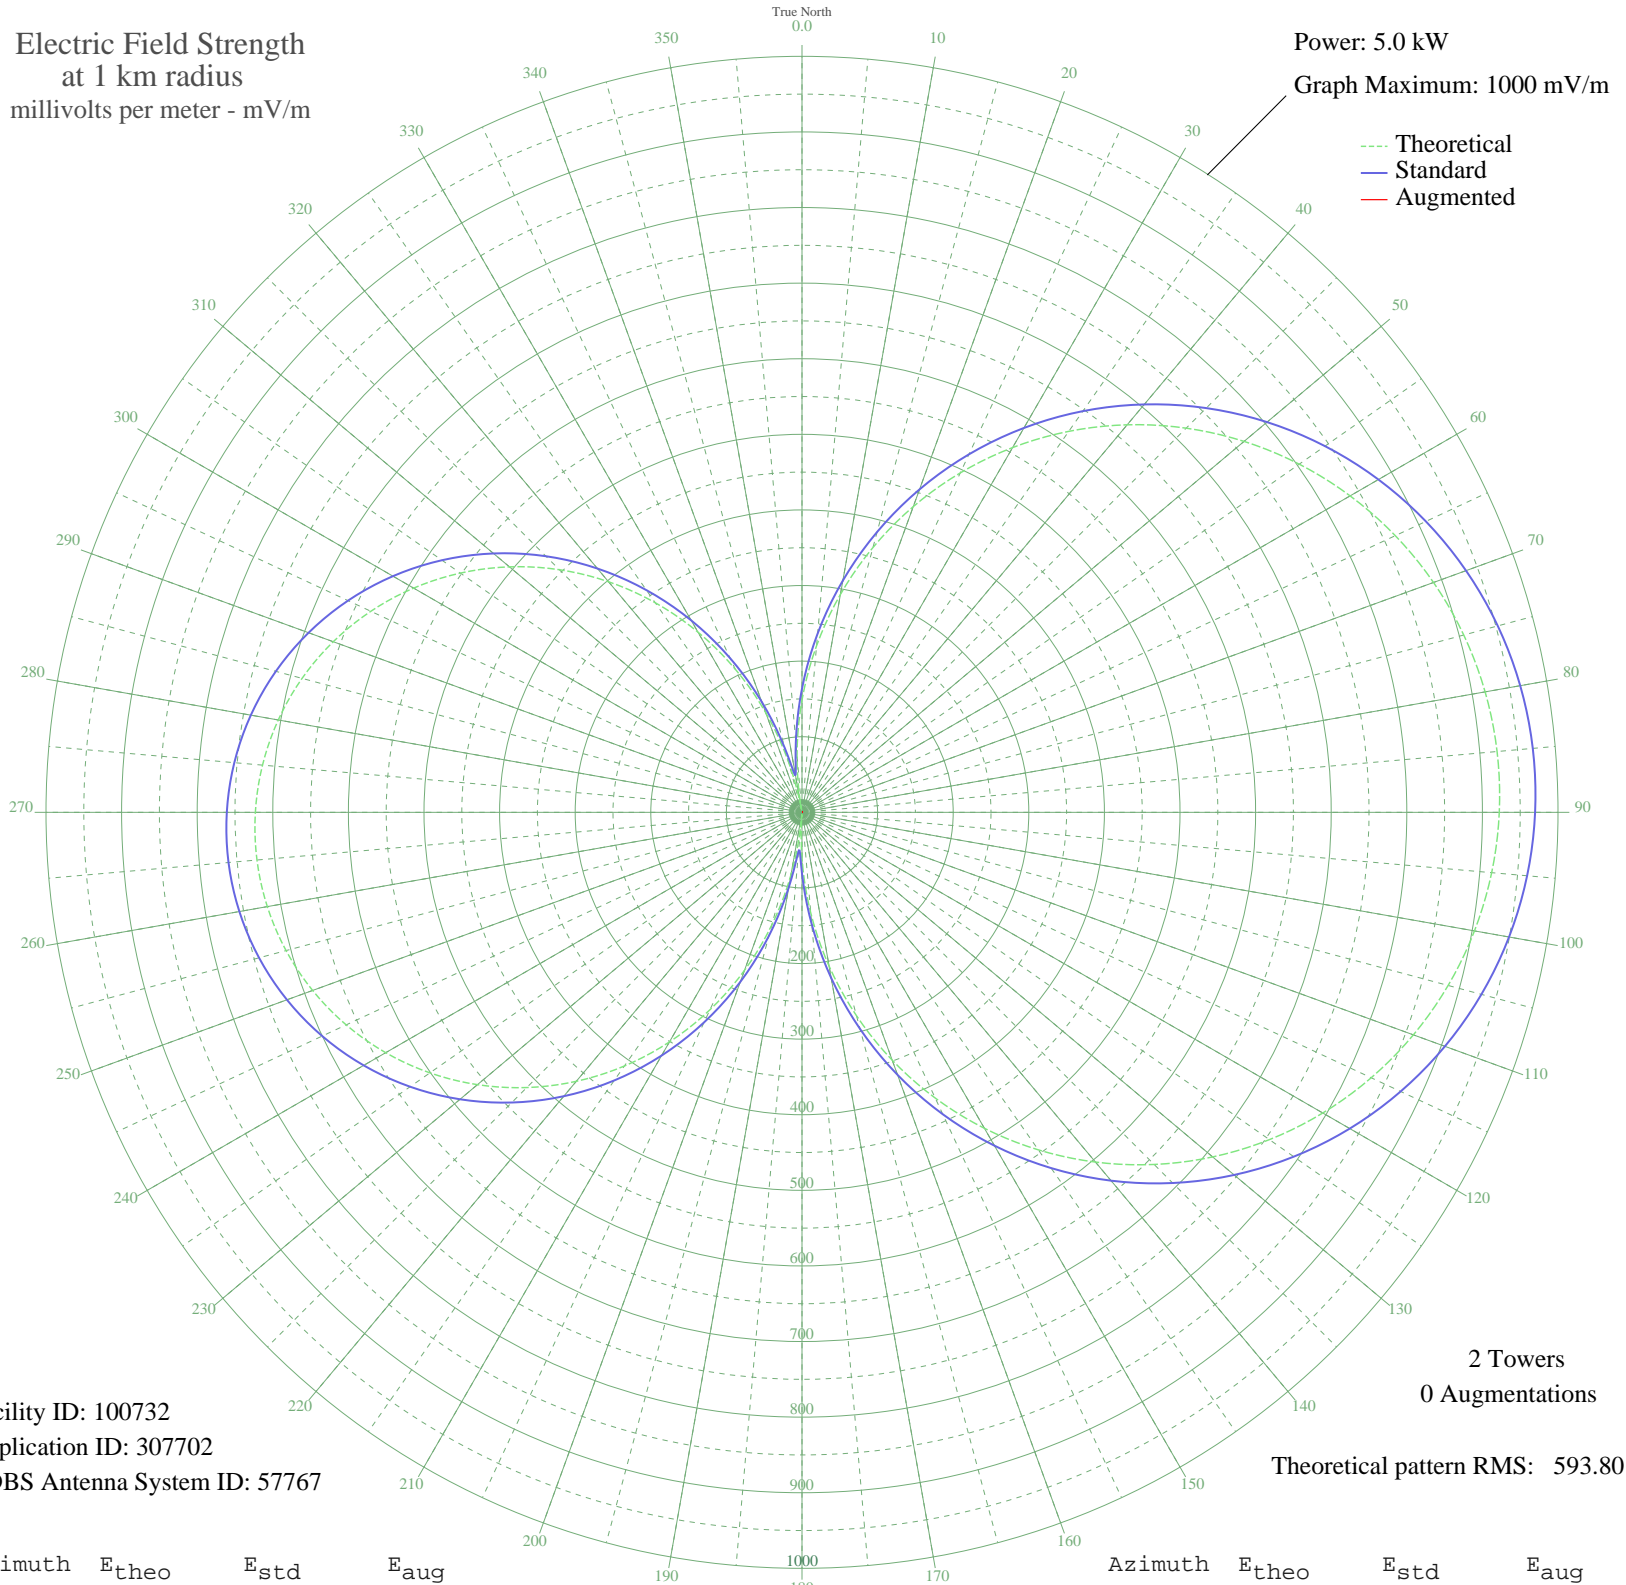 True North
0.0
Electric Field Strength
at 1 km radius
millivolts per meter - mV/m
Power: 5.0 kW
Graph Maximum: 1000 mV/m
Theoretical
Standard
Augmented
350
10
340
20
330
30
320
40
310
50
300
60
290
70
280
80
270
90
260
100
250
110
240
120
230
130
220
140
210
150
200
160
190
170
200
300
400
500
600
700
800
900
1000
2 Towers
0 Augmentations
Theoretical pattern RMS: 593.80
cility ID: 100732
plication ID: 307702
DBS Antenna System ID: 57767
imuth Etheo Estd Eaug
Azimuth Etheo Estd Eaug